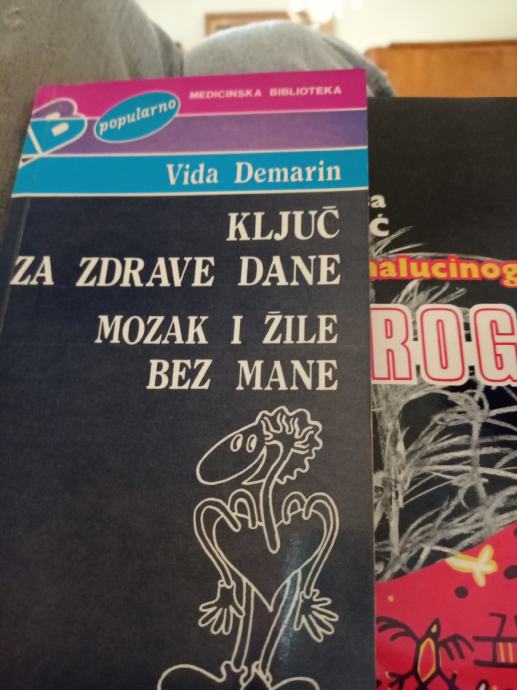 B
popularno
MEDICINSKA BIBLIOTEKA
Vida Demarin
KLJUČ
ZA ZDRAVE DANE
MOZAK I ŽILE
BEZ MANE